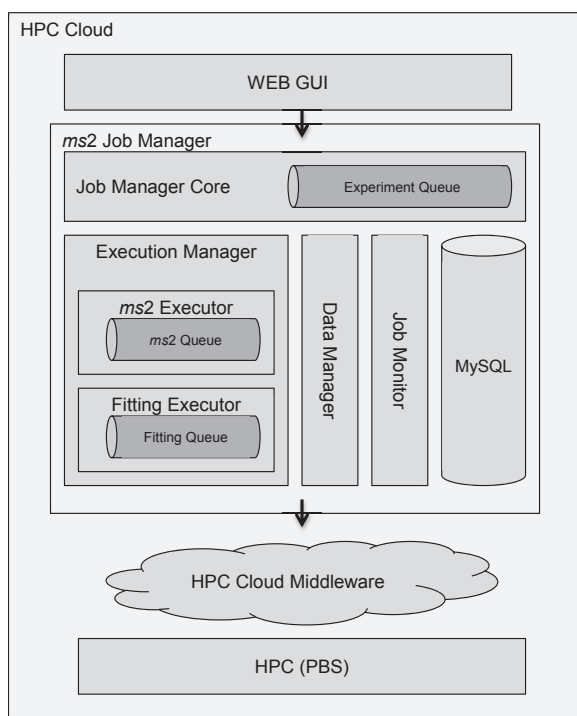 HPC Cloud
WEB GUI
ms2 Job Manager
Job Manager Core
Experiment Queue
Execution Manager
ms2 Executor
ms2 Queue
Fitting Executor
Fitting Queue
Data Manager
Job Monitor
MySQL
HPC Cloud Middleware
HPC (PBS)